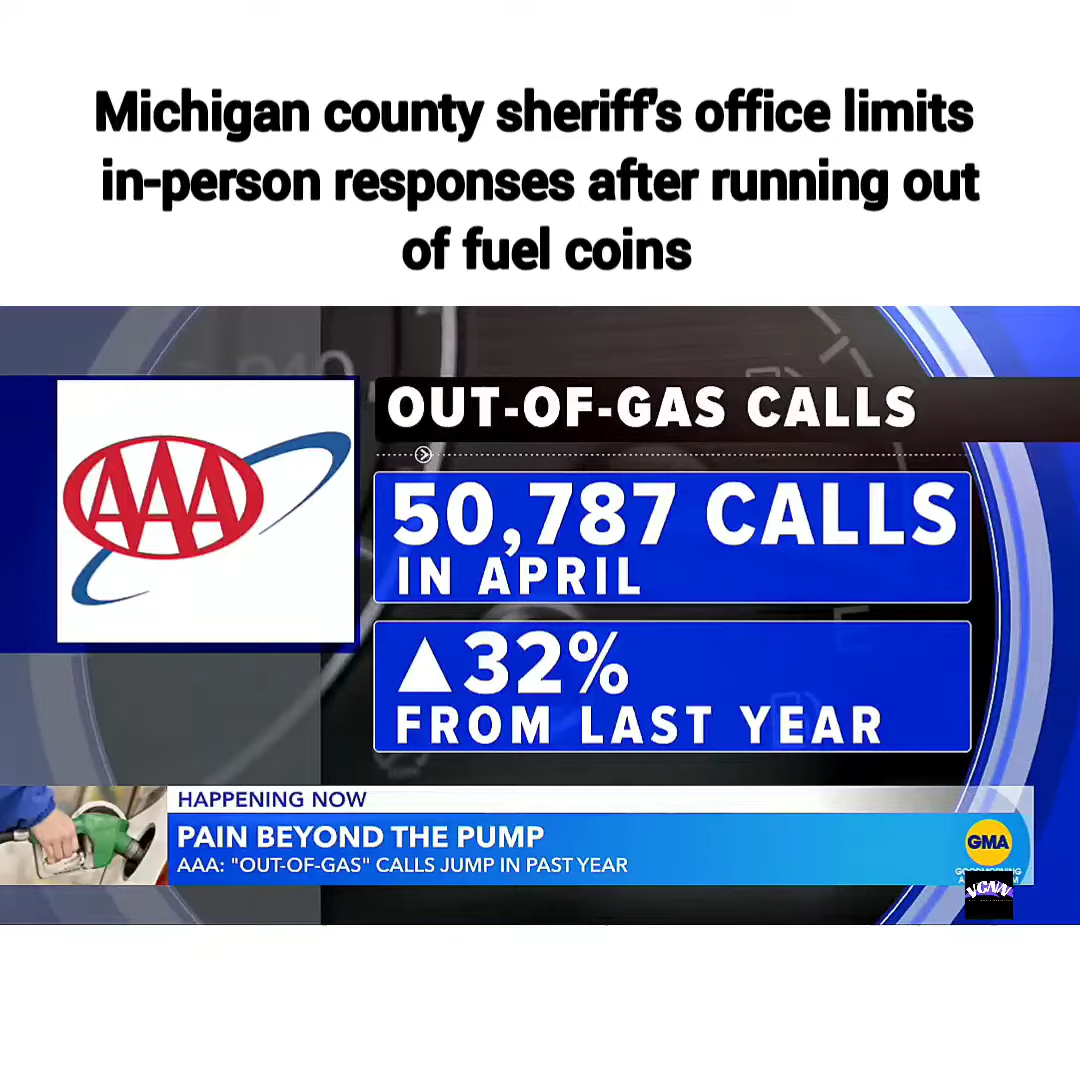 Michigan county sheriff's office limits
in-person responses after running out
of fuel coins
AAA
OUT-OF-GAS CALLS
50,787 CALLS
IN APRIL
▲32%
FROM LAST YEAR
E
HAPPENING NOW
PAIN BEYOND THE PUMP
AAA: "OUT-OF-GAS" CALLS JUMP IN PAST YEAR
GMA
VGNN